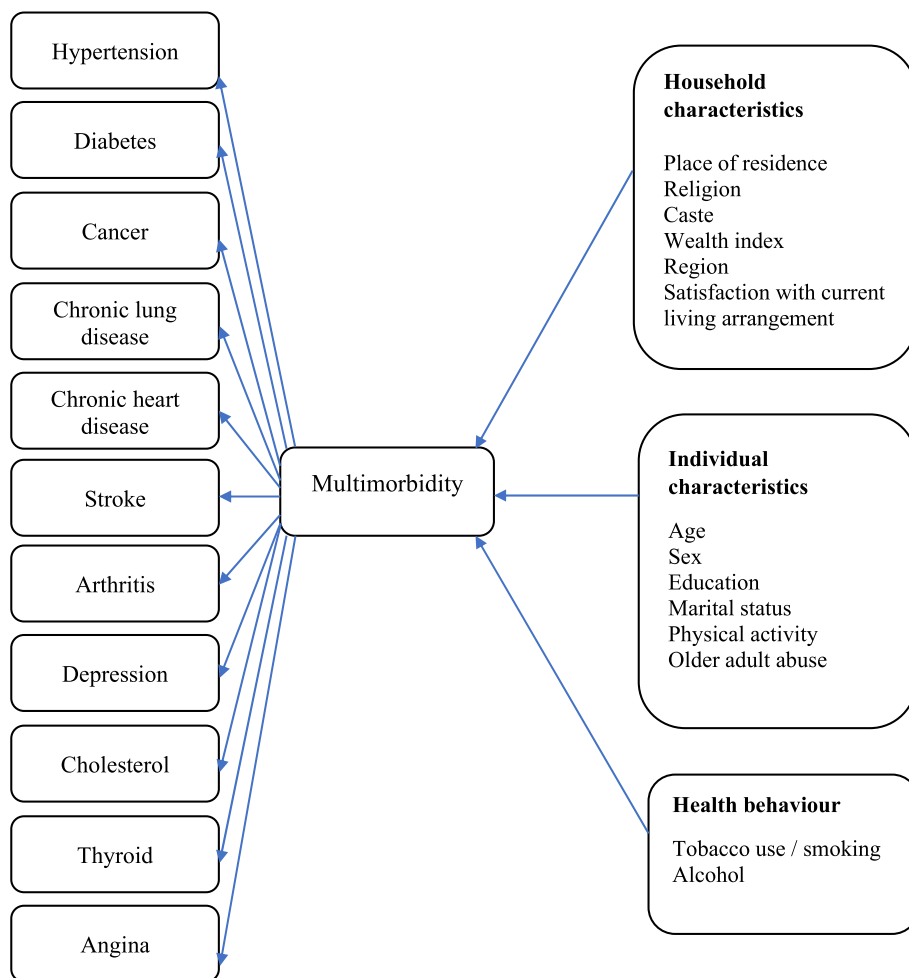 Hypertension
Diabetes
Cancer
Chronic lung
disease
Chronic heart
disease
Stroke
Arthritis
Depression
Cholesterol
Thyroid
Angina
Multimorbidity
Household
characteristics
Place of residence
Religion
Caste
Wealth index
Region
Satisfaction with current
living arrangement
Individual
characteristics
Age
Sex
Education
Marital status
Physical activity
Older adult abuse
Health behaviour
Tobacco use / smoking
Alcohol